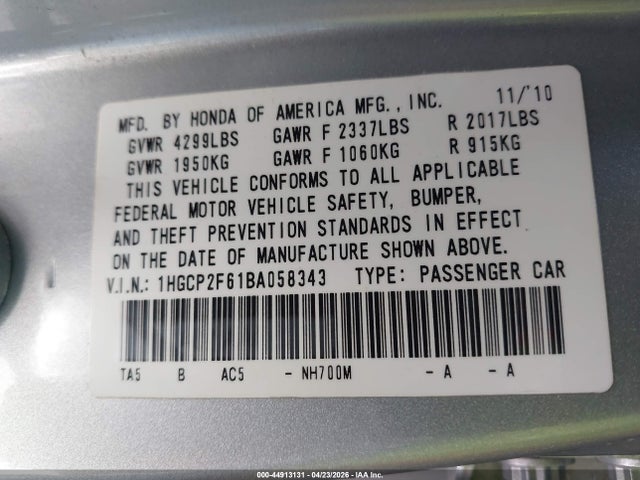 MFD. BY HONDA OF AMERICA MFG., INC. 11/'10
GVWR 4299LBS GAWR F 2337LBS R 2017LBS
GVWR 1950KG GAWR F 1060KG R 915KG
THIS VEHICLE CONFORMS TO ALL APPLICABLE
FEDERAL MOTOR VEHICLE SAFETY, BUMPER,
AND THEFT PREVENTION STANDARDS IN EFFECT
ON THE DATE OF MANUFACTURE SHOWN ABOVE.
V.I.N.: 1HGCP2F61BA058343 TYPE: PASSENGER CAR
TA5 B AC5 - NH700M - A - A
000-44913131 - 04/23/2026 - IAA Inc.